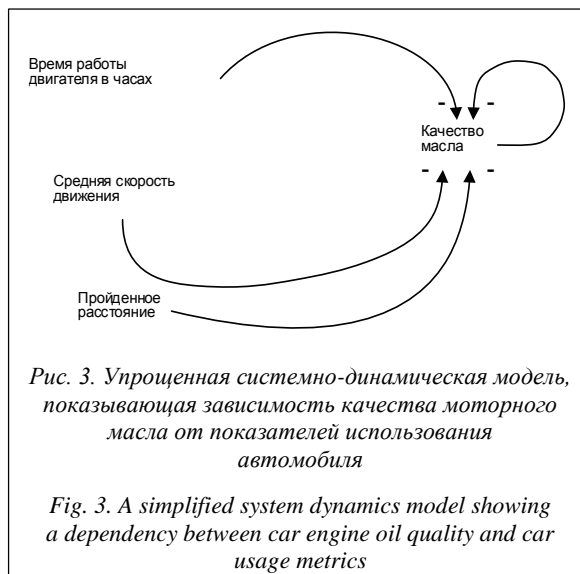 Время работы
двигателя в часах
- -
Качество
масла
- -
Средняя скорость
движения
Пройденное
расстояние
Рис. 3. Упрощенная системно-динамическая модель,
показывающая зависимость качества моторного
масла от показателей использования
автомобиля
Fig. 3. A simplified system dynamics model showing
a dependency between car engine oil quality and car
usage metrics